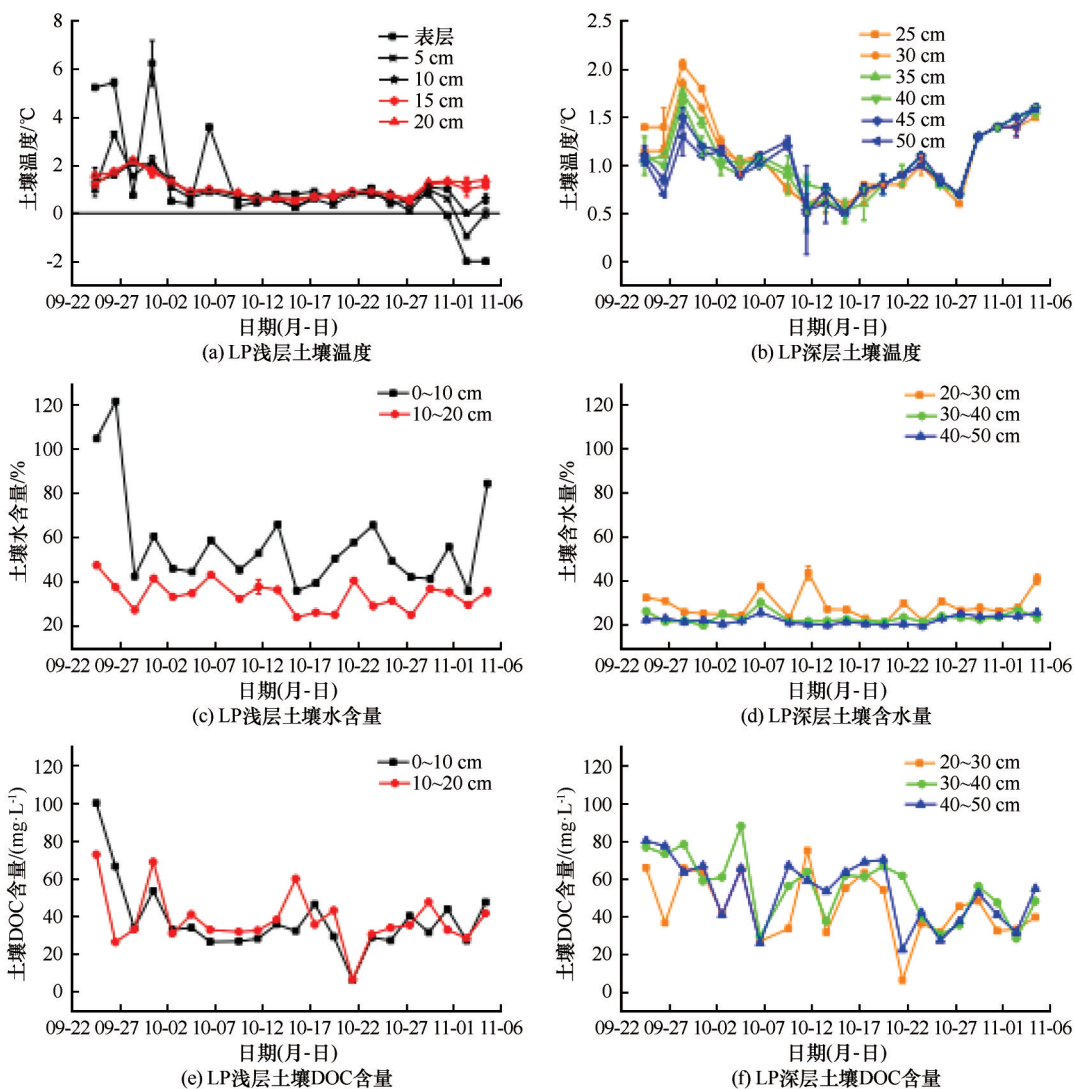 8
6
4
2
0
-2
土壤温度/℃
表层
5 cm
10 cm
15 cm
20 cm
09-22 09-27 10-02 10-07 10-12 10-17 10-22 10-27 11-01 11-06
日期(月-日)
(a) LP浅层土壤温度
2.5
2.0
1.5
1.0
0.5
0
土壤温度/℃
25 cm
30 cm
35 cm
40 cm
45 cm
50 cm
09-22 09-27 10-02 10-07 10-12 10-17 10-22 10-27 11-01 11-06
日期(月-日)
(b) LP深层土壤温度
120
100
80
60
40
20
土壤水含量/%
0~10 cm
10~20 cm
09-22 09-27 10-02 10-07 10-12 10-17 10-22 10-27 11-01 11-06
日期(月-日)
(c) LP浅层土壤水含量
120
100
80
60
40
20
土壤含水量/%
20~30 cm
30~40 cm
40~50 cm
09-22 09-27 10-02 10-07 10-12 10-17 10-22 10-27 11-01 11-06
日期(月-日)
(d) LP深层土壤含水量
120
100
80
60
40
20
0
土壤DOC含量/(mg·L⁻¹)
0~10 cm
10~20 cm
09-22 09-27 10-02 10-07 10-12 10-17 10-22 10-27 11-01 11-06
日期(月-日)
(e) LP浅层土壤DOC含量
120
100
80
60
40
20
0
土壤DOC含量/(mg·L⁻¹)
20~30 cm
30~40 cm
40~50 cm
09-22 09-27 10-02 10-07 10-12 10-17 10-22 10-27 11-01 11-06
日期(月-日)
(f) LP深层土壤DOC含量